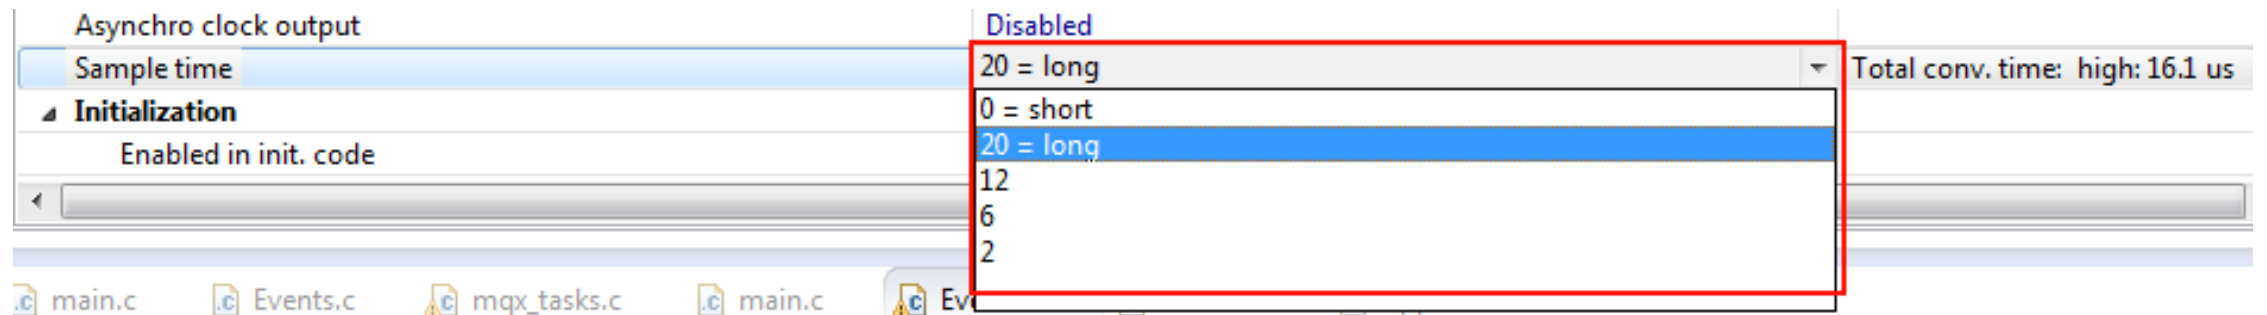 Asynchro clock output Disabled
Sample time 20 = long Total conv. time: high: 16.1 us
Initialization 0 = short
Enabled in init. code 20 = long
12
6
2
main.c Events.c mqx_tasks.c main.c